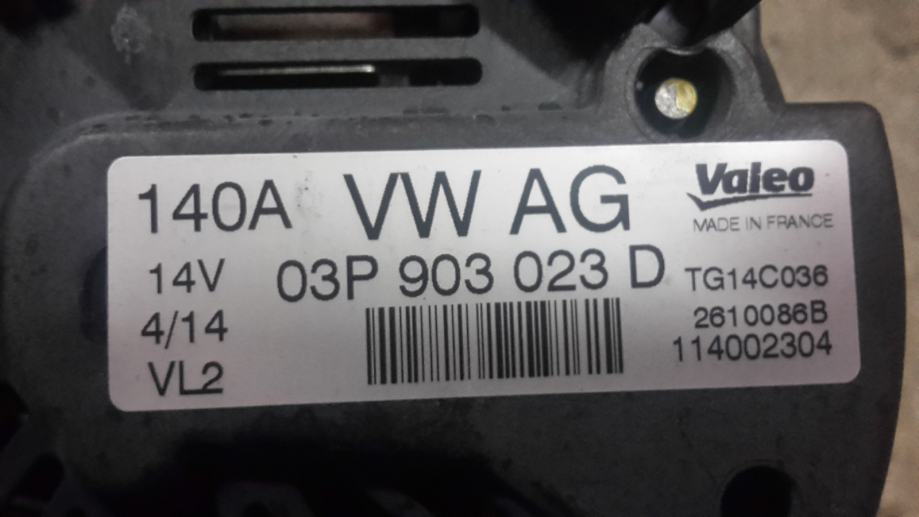 140A VW AG Valeo
MADE IN FRANCE
14V 03P 903 023 D TG14C036
4/14 2610086B
VL2 114002304